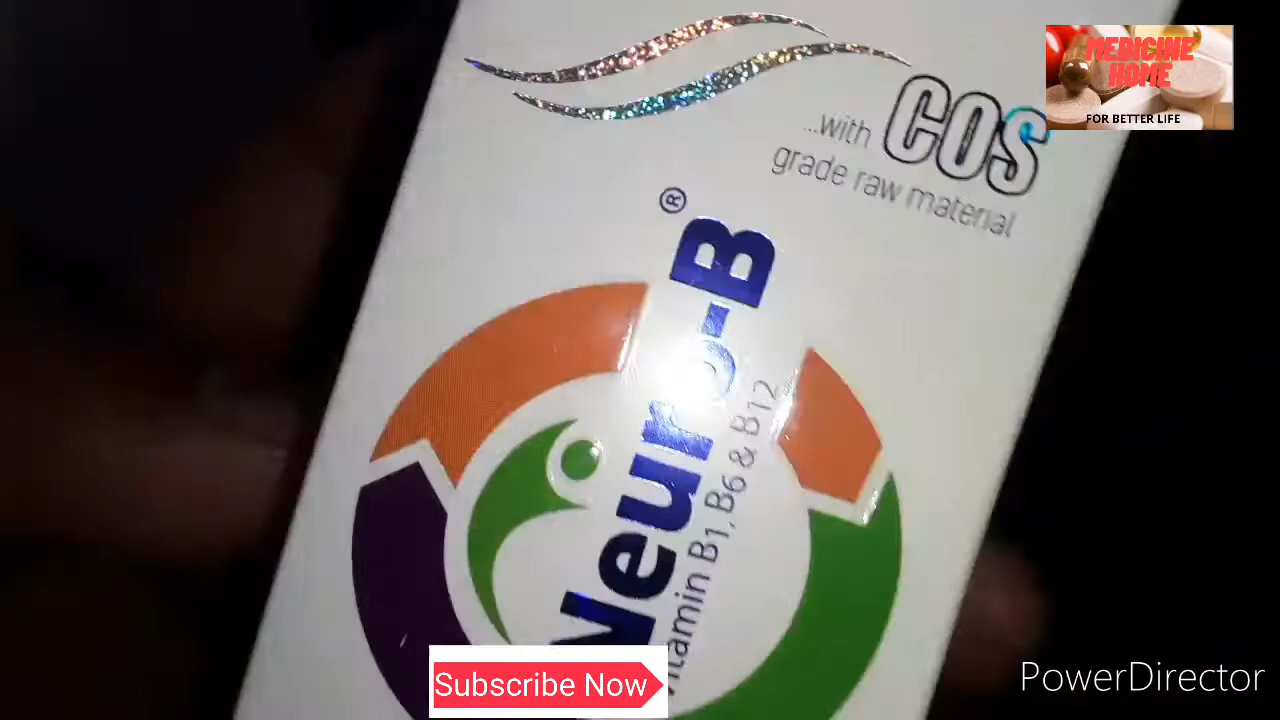 MEDICINE
HOME
FOR BETTER LIFE
...with COS
grade raw material
Neuro-B®
Vitamin B1, B6 & B12
Subscribe Now
PowerDirector